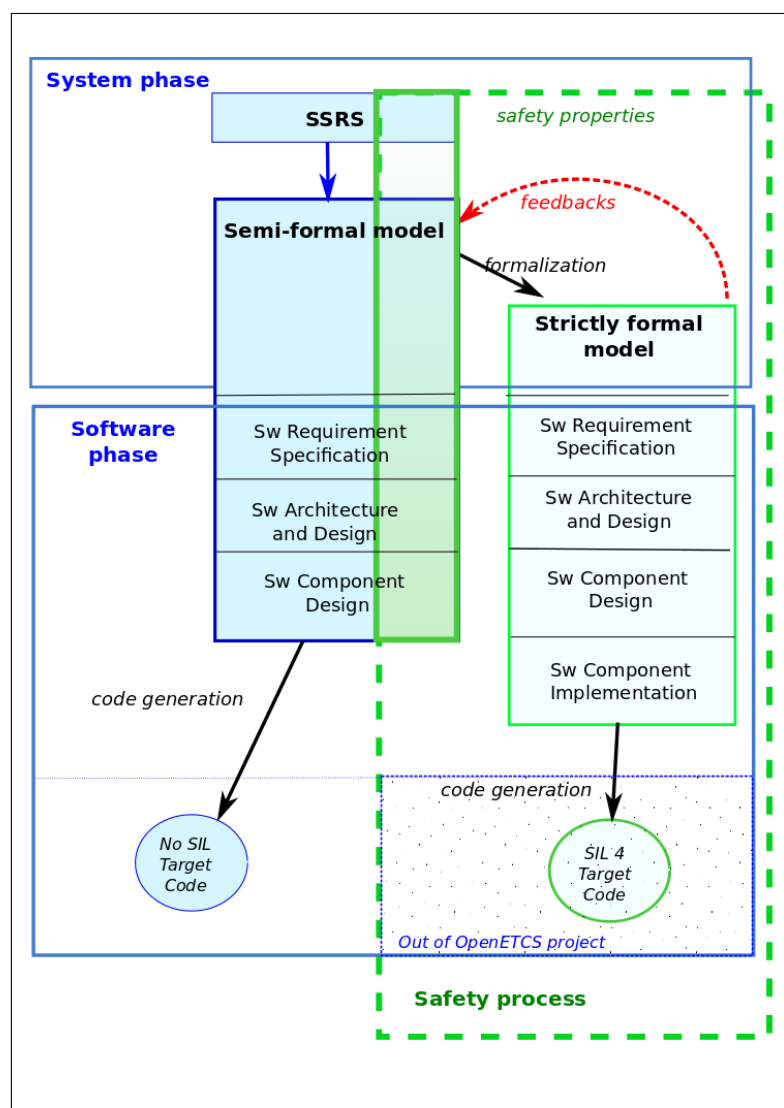 System phase
SSRS
safety properties
feedbacks
Semi-formal model
formalization
Strictly formal
model
Software
phase
Sw Requirement
Specification
Sw Architecture
and Design
Sw Component
Design
Sw Requirement
Specification
Sw Architecture
and Design
Sw Component
Design
Sw Component
Implementation
code generation
code generation
No SIL
Target
Code
SIL 4
Target
Code
Out of OpenETCS project
Safety process